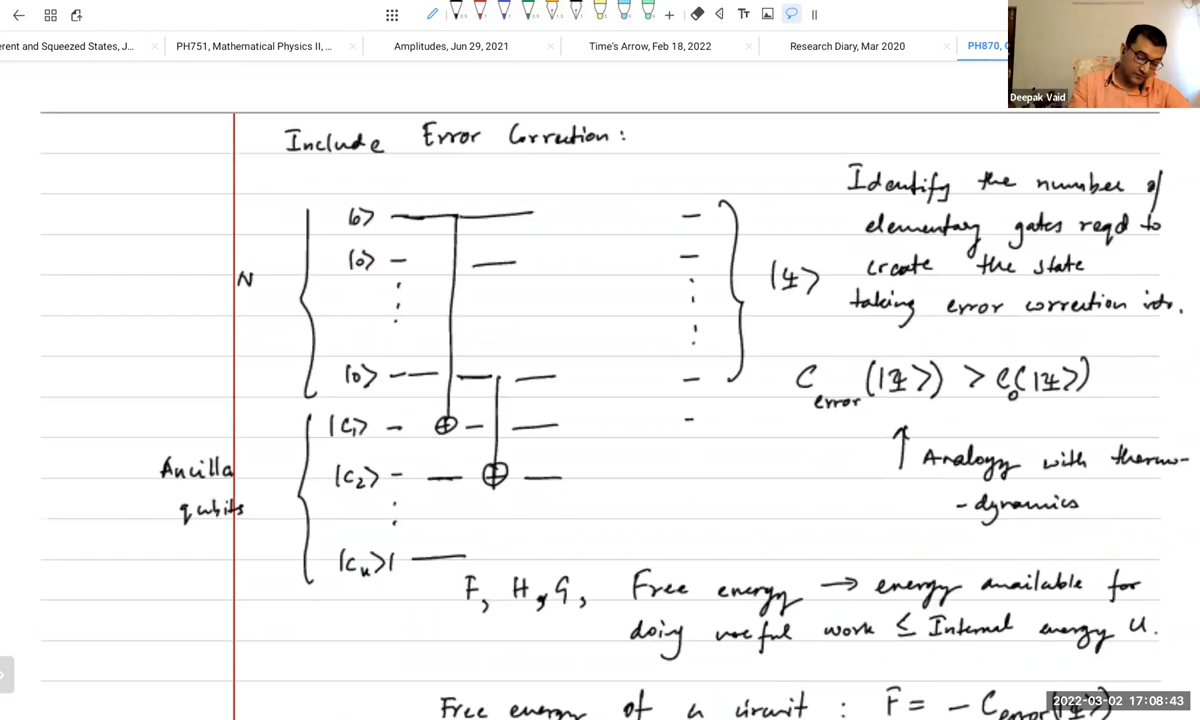 erent and Squeezed States, J...
PH751, Mathematical Physics II, ...
Amplitudes, Jun 29, 2021
Time's Arrow, Feb 18, 2022
Research Diary, Mar 2020
PH870, Q
Deepak Vaid
Include Error Correction:
Identify the number of
elementary gates reqd to
create the state
taking error correction into.
N
|0⟩
|0⟩
|0⟩
|ψ⟩
C_error (|Ψ⟩) > C_0(|Ψ⟩)
↑ Analogy with thermo-
-dynamics
Ancilla
qubits
|C₁⟩
|C₂⟩
|Cₖ⟩|
F, H, G, Free energy → energy available for
doing useful work ≤ Internal energy U.
Free energy of a circuit : F = - C_error(|Ψ⟩)
2022-03-02 17:08:43